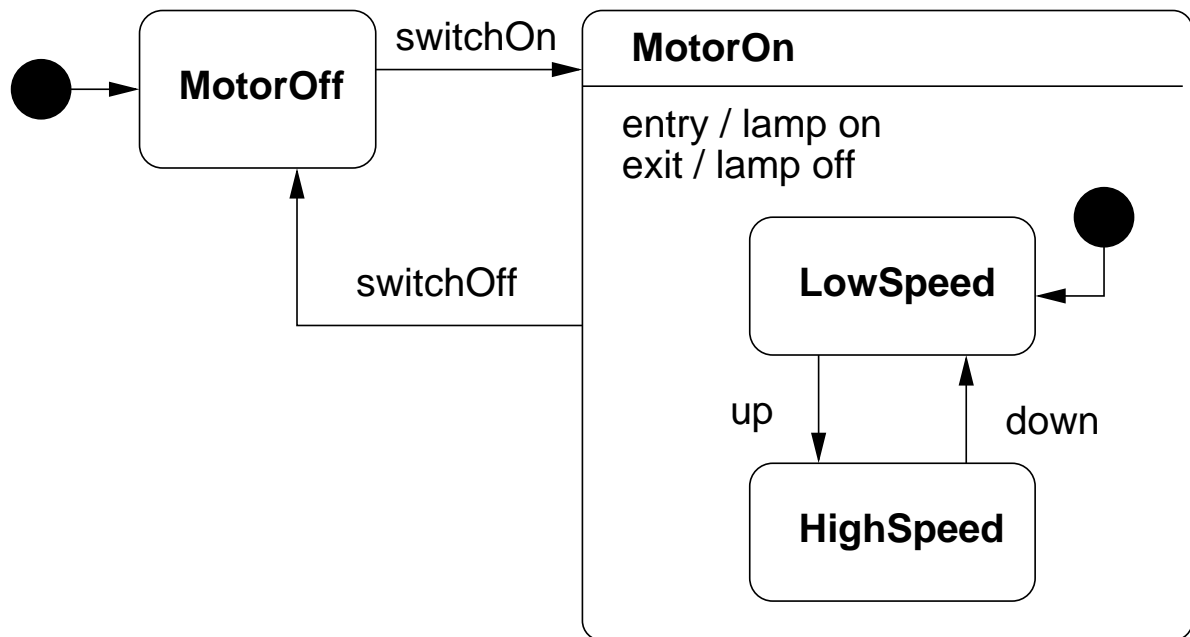 switchOn
MotorOff
MotorOn
entry / lamp on
exit / lamp off
switchOff
LowSpeed
up
down
HighSpeed